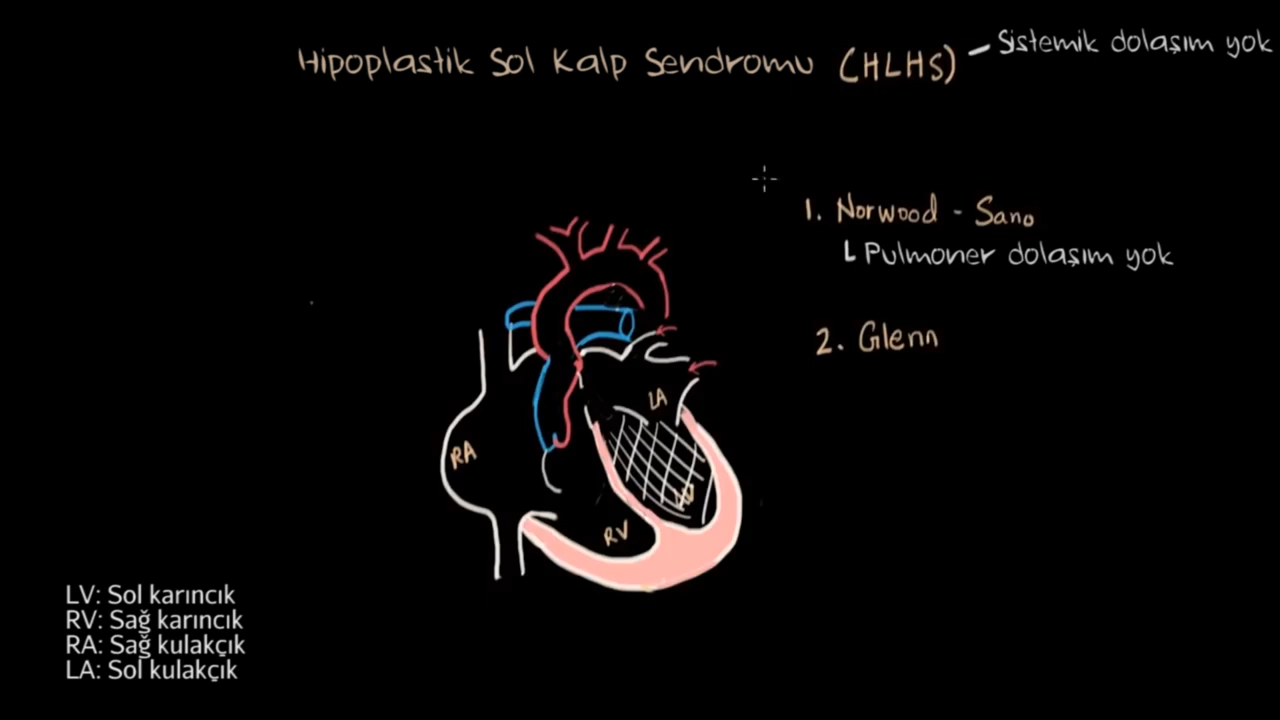 Hipoplastik Sol Kalp Sendromu (HLHS) – Sistemik dolaşım yok
1. Norwood - Sano
L Pulmoner dolaşım yok
2. Glenn
LA
RA
LV
RV
LV: Sol karıncık
RV: Sağ karıncık
RA: Sağ kulakçık
LA: Sol kulakçık